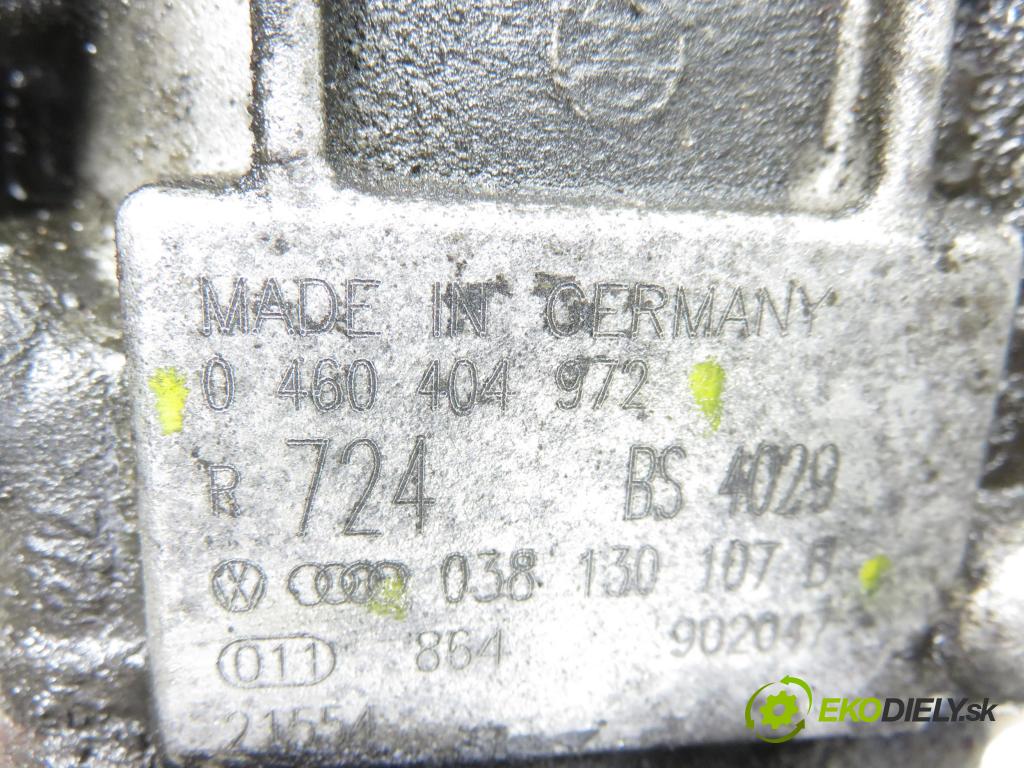 MADE IN GERMANY
0 460 404 972
R 724 BS 4029
038 130 107 B
011 864 902047
21554
EKODIELY.sk